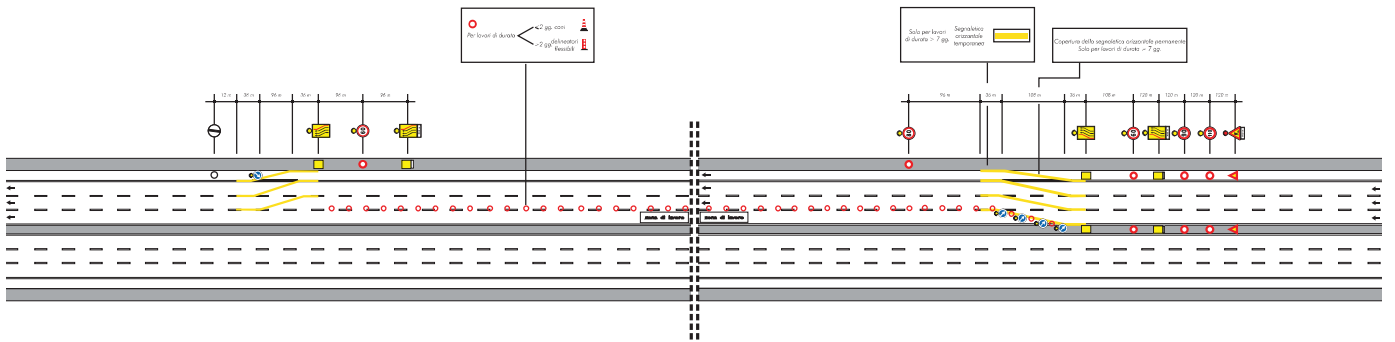 Per lavori di durata
≤2 gg. coni
>2 gg. delineatori
flessibili
Solo per lavori
di durata > 7 gg.
Segnaletica
orizzontale
temporanea
Copertura della segnaletica orizzontale permanente
Solo per lavori di durata > 7 gg.
12 m 36 m 96 m 36 m 96 m 96 m
96 m 36 m 108 m 36 m 108 m 120 m 120 m 120 m
zona di lavoro
zona di lavoro